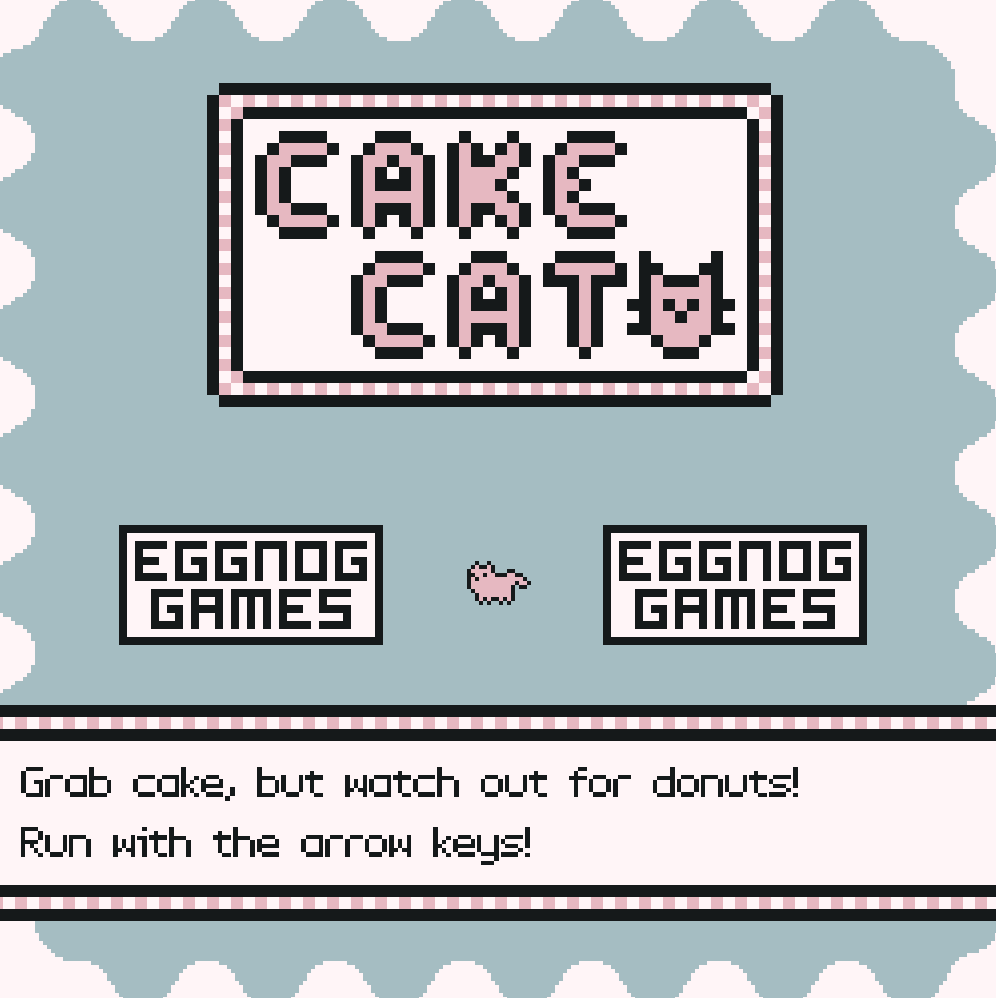 CAKE
CAT
EGGNOG
GAMES
EGGNOG
GAMES
Grab cake, but watch out for donuts!
Run with the arrow keys!